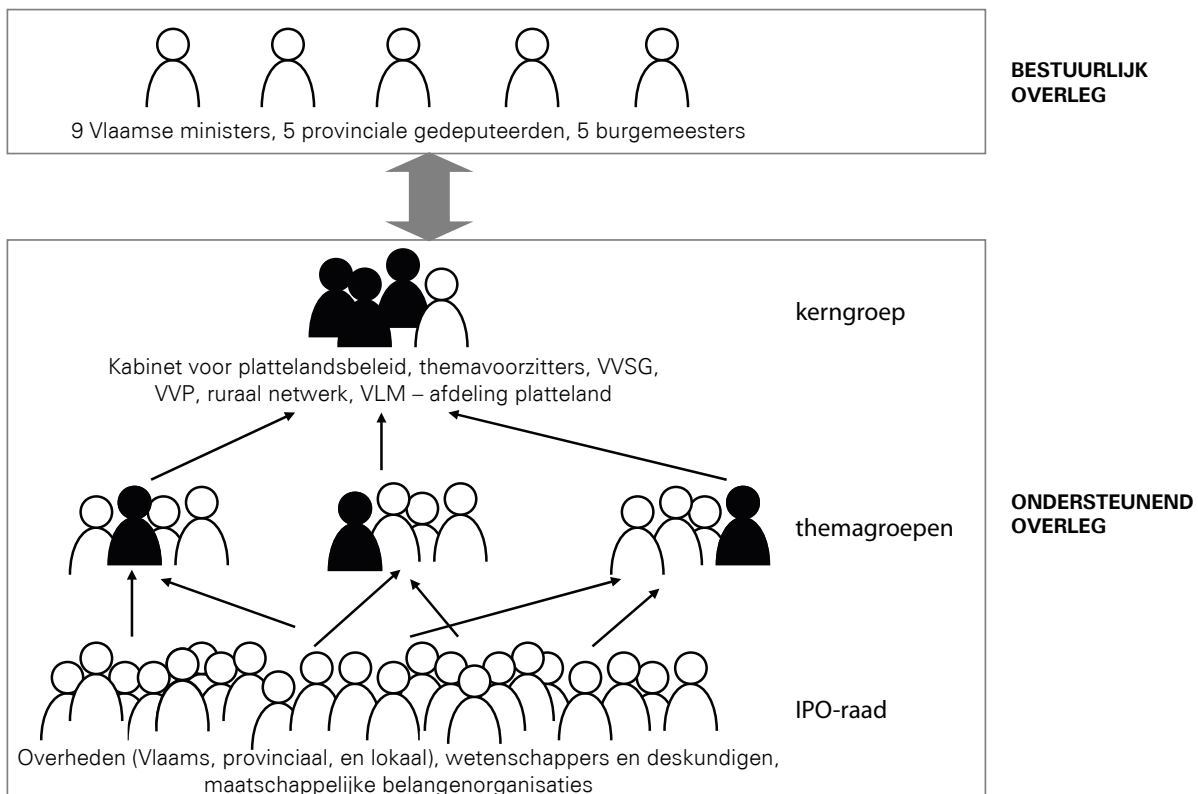 BESTUURLIJK
OVERLEG
9 Vlaamse ministers, 5 provinciale gedeputeerden, 5 burgemeesters
kerngroep
Kabinet voor plattelandsbeleid, themavoorzitters, VVSG,
VVP, ruraal netwerk, VLM – afdeling platteland
themagroepen
ONDERSTEUNEND
OVERLEG
IPO-raad
Overheden (Vlaams, provinciaal, en lokaal), wetenschappers en deskundigen,
maatschappelijke belangenorganisaties